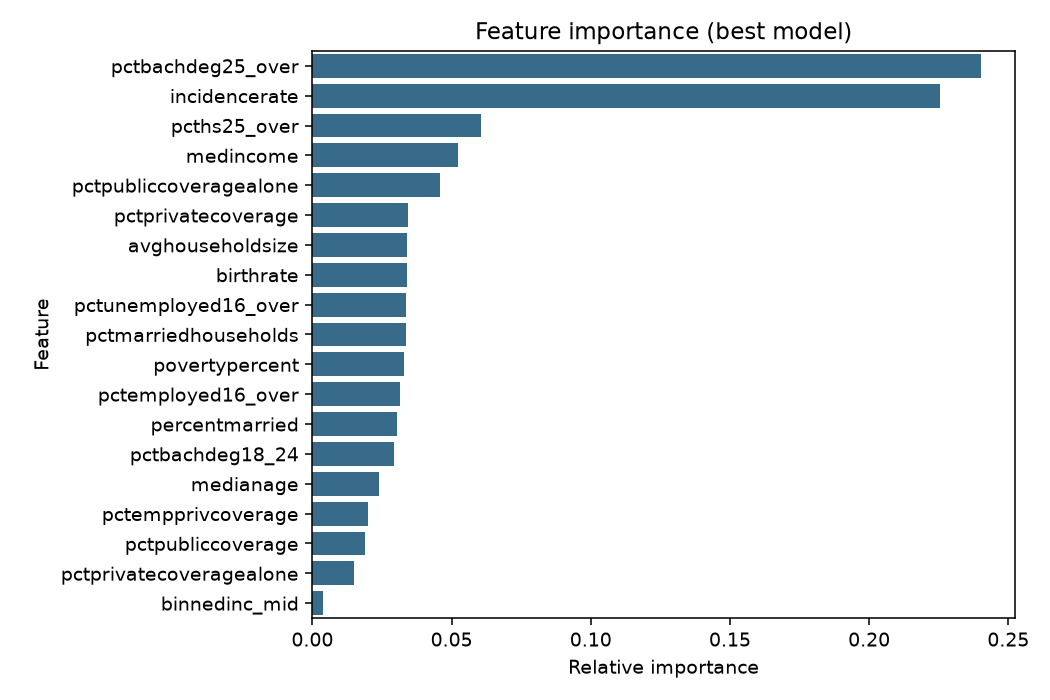 Feature importance (best model)
pctbachdeg25_over
incidencerate
pcths25_over
medincome
pctpubliccoveragealone
pctprivatecoverage
avghouseholdsize
birthrate
pctunemployed16_over
pctmarriedhouseholds
povertypercent
pctemployed16_over
percentmarried
pctbachdeg18_24
medianage
pctempprivcoverage
pctpubliccoverage
pctprivatecoveragealone
binnedinc_mid
Feature
0.00 0.05 0.10 0.15 0.20 0.25
Relative importance